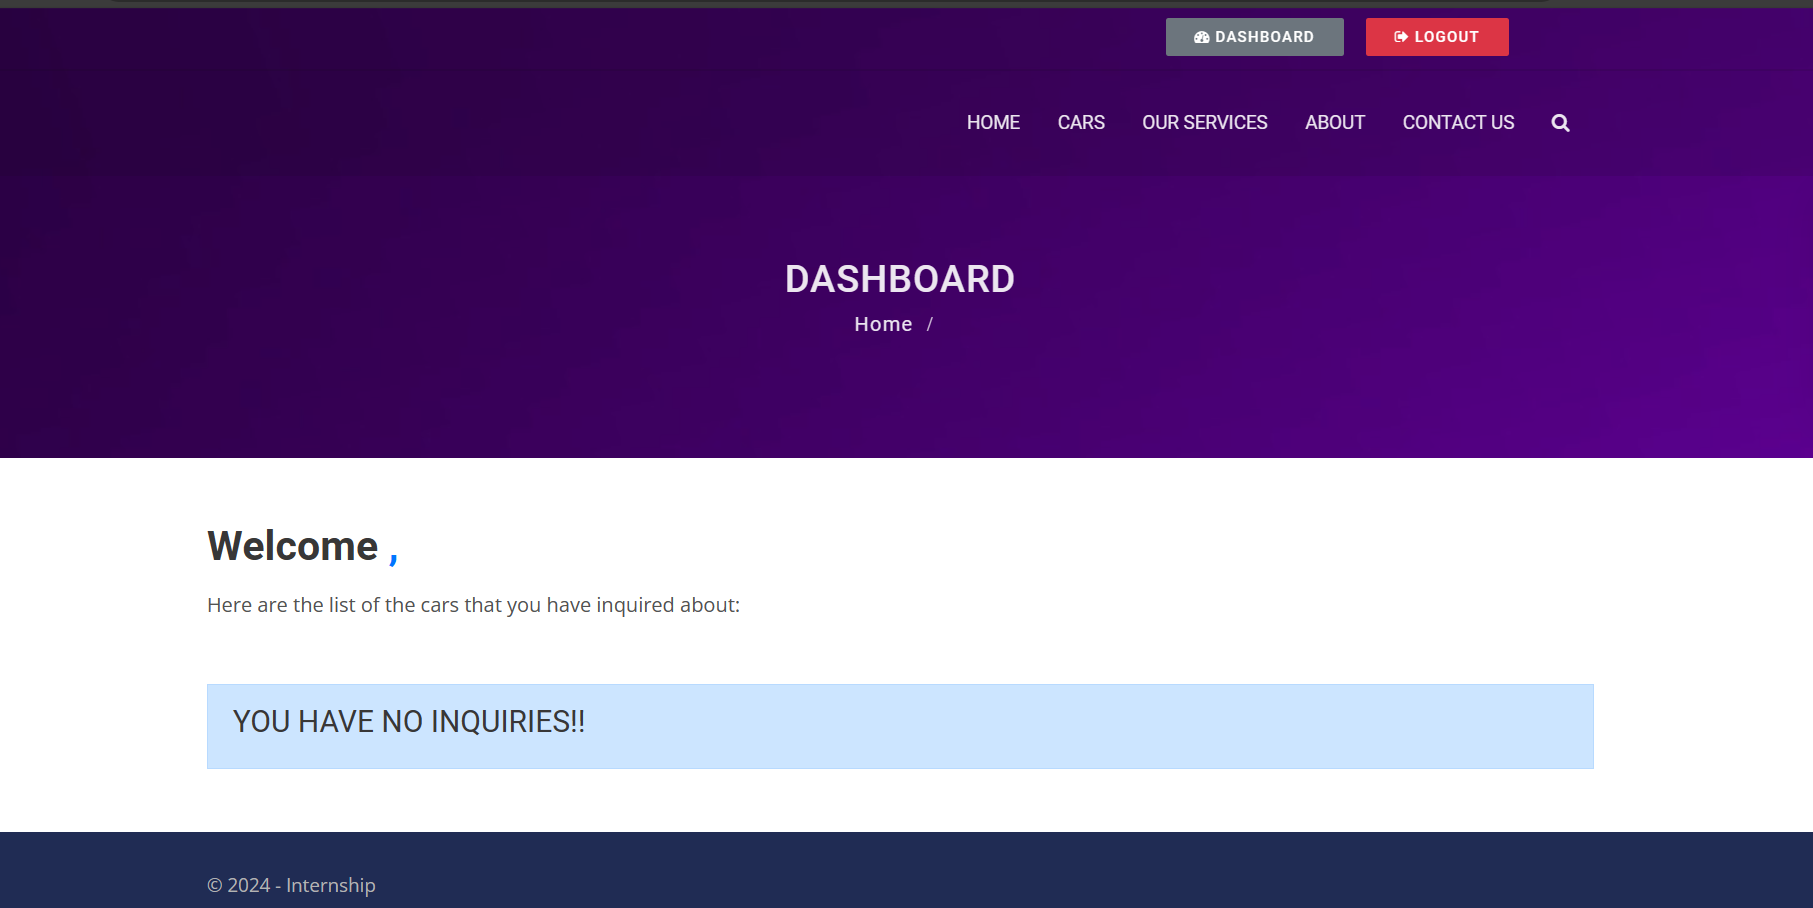 DASHBOARD LOGOUT
HOME CARS OUR SERVICES ABOUT CONTACT US
DASHBOARD
Home /
Welcome ,
Here are the list of the cars that you have inquired about:
YOU HAVE NO INQUIRIES!!
© 2024 - Internship